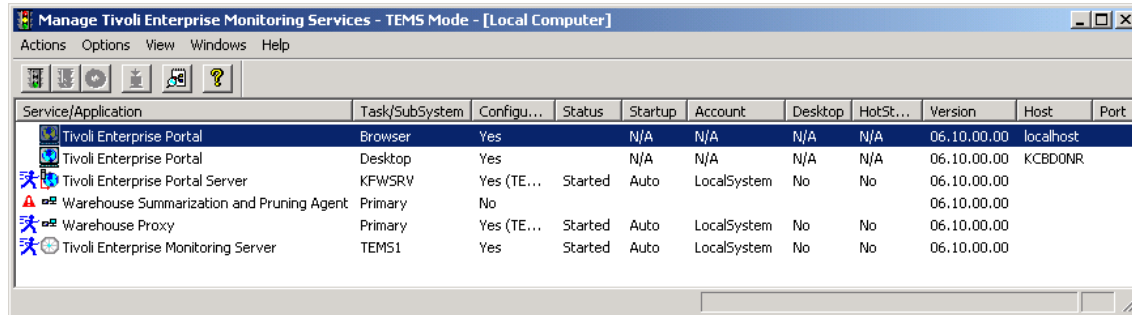 Manage Tivoli Enterprise Monitoring Services - TEMS Mode - [Local Computer]
Actions Options View Windows Help
Service/Application Task/SubSystem Configu... Status Startup Account Desktop HotSt... Version Host Port
Tivoli Enterprise Portal Browser Yes N/A N/A N/A N/A 06.10.00.00 localhost
Tivoli Enterprise Portal Desktop Yes N/A N/A N/A N/A 06.10.00.00 KCBD0NR
Tivoli Enterprise Portal Server KFWSRV Yes (TE... Started Auto LocalSystem No No 06.10.00.00
Warehouse Summarization and Pruning Agent Primary No 06.10.00.00
Warehouse Proxy Primary Yes (TE... Started Auto LocalSystem No No 06.10.00.00
Tivoli Enterprise Monitoring Server TEMS1 Yes Started Auto LocalSystem No No 06.10.00.00